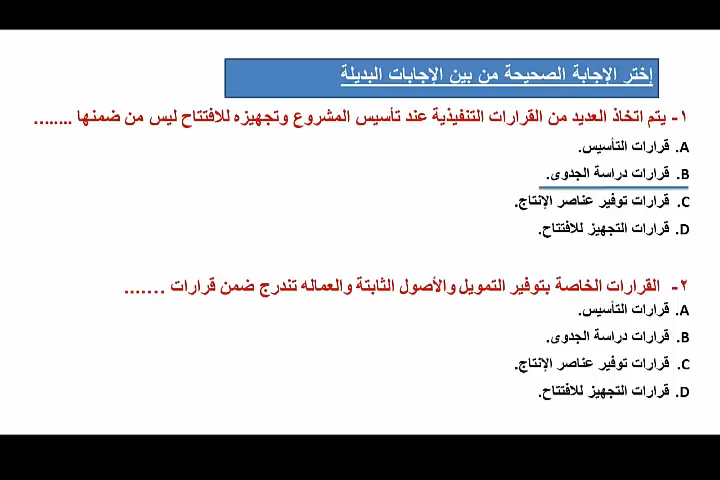 إختر الإجابة الصحيحة من بين الإجابات البديلة
١- يتم اتخاذ العديد من القرارات التنفيذية عند تأسيس المشروع وتجهيزه للافتتاح ليس من ضمنها ........
A. قرارات التأسيس.
B. قرارات دراسة الجدوى.
C. قرارات توفير عناصر الإنتاج.
D. قرارات التجهيز للافتتاح.
٢- القرارات الخاصة بتوفير التمويل والأصول الثابتة والعماله تندرج ضمن قرارات .......
A. قرارات التأسيس.
B. قرارات دراسة الجدوى.
C. قرارات توفير عناصر الإنتاج.
D. قرارات التجهيز للافتتاح.